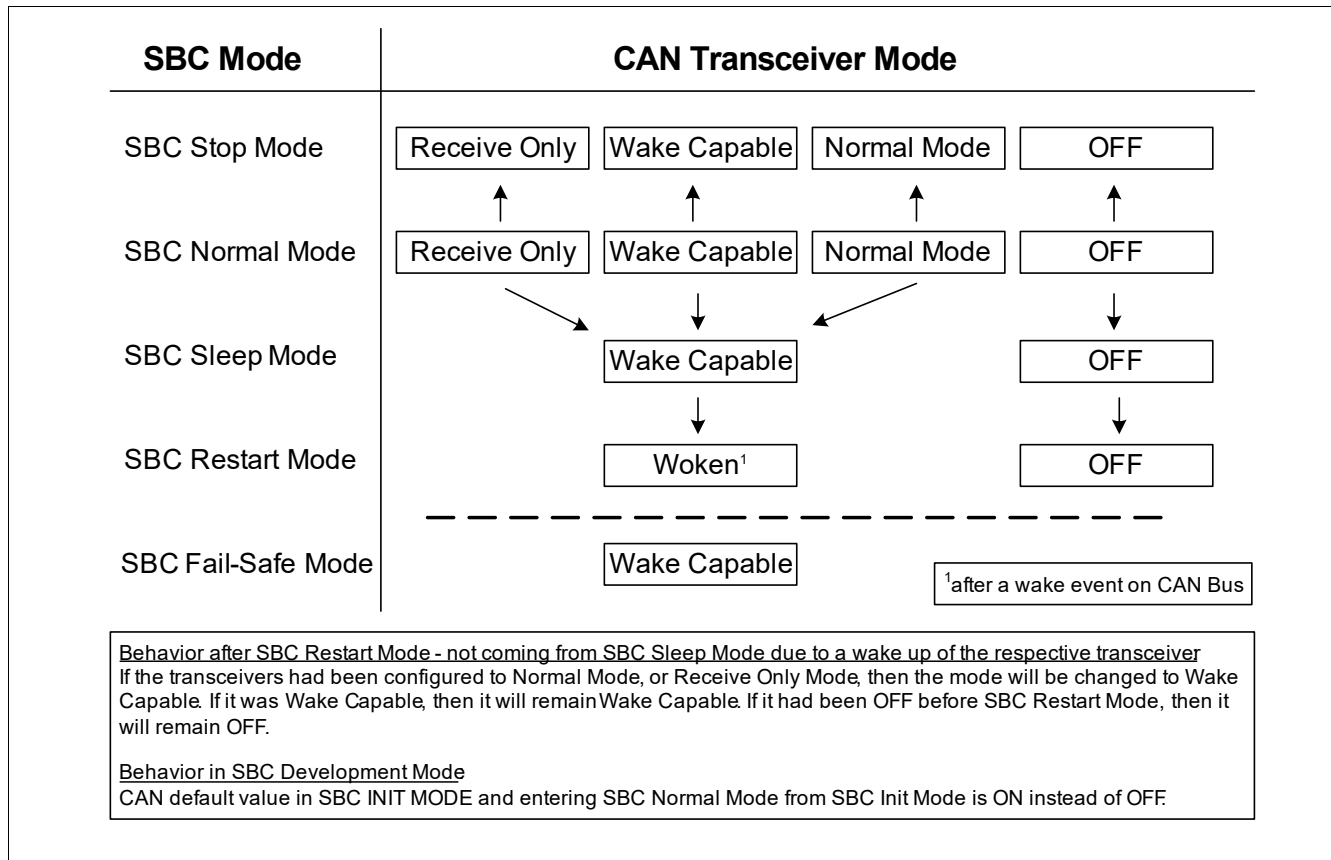 SBC Mode CAN Transceiver Mode
SBC Stop Mode Receive Only Wake Capable Normal Mode OFF
SBC Normal Mode Receive Only Wake Capable Normal Mode OFF
SBC Sleep Mode Wake Capable OFF
SBC Restart Mode Woken¹ OFF
SBC Fail-Safe Mode Wake Capable
¹after a wake event on CAN Bus
Behavior after SBC Restart Mode - not coming from SBC Sleep Mode due to a wake up of the respective transceiver
If the transceivers had been configured to Normal Mode, or Receive Only Mode, then the mode will be changed to Wake
Capable. If it was Wake Capable, then it will remain Wake Capable. If it had been OFF before SBC Restart Mode, then it
will remain OFF.
Behavior in SBC Development Mode
CAN default value in SBC INIT MODE and entering SBC Normal Mode from SBC Init Mode is ON instead of OFF.